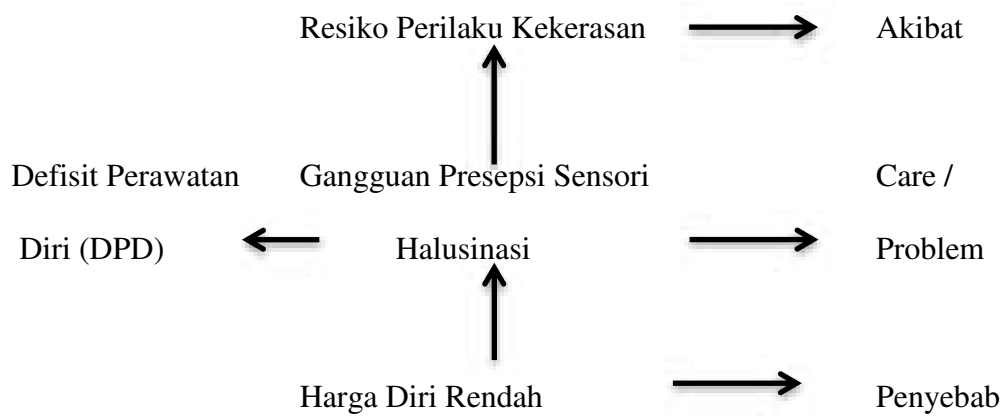 Resiko Perilaku Kekerasan Akibat
Defisit Perawatan Gangguan Presepsi Sensori Care /
Diri (DPD) Halusinasi Problem
Harga Diri Rendah Penyebab